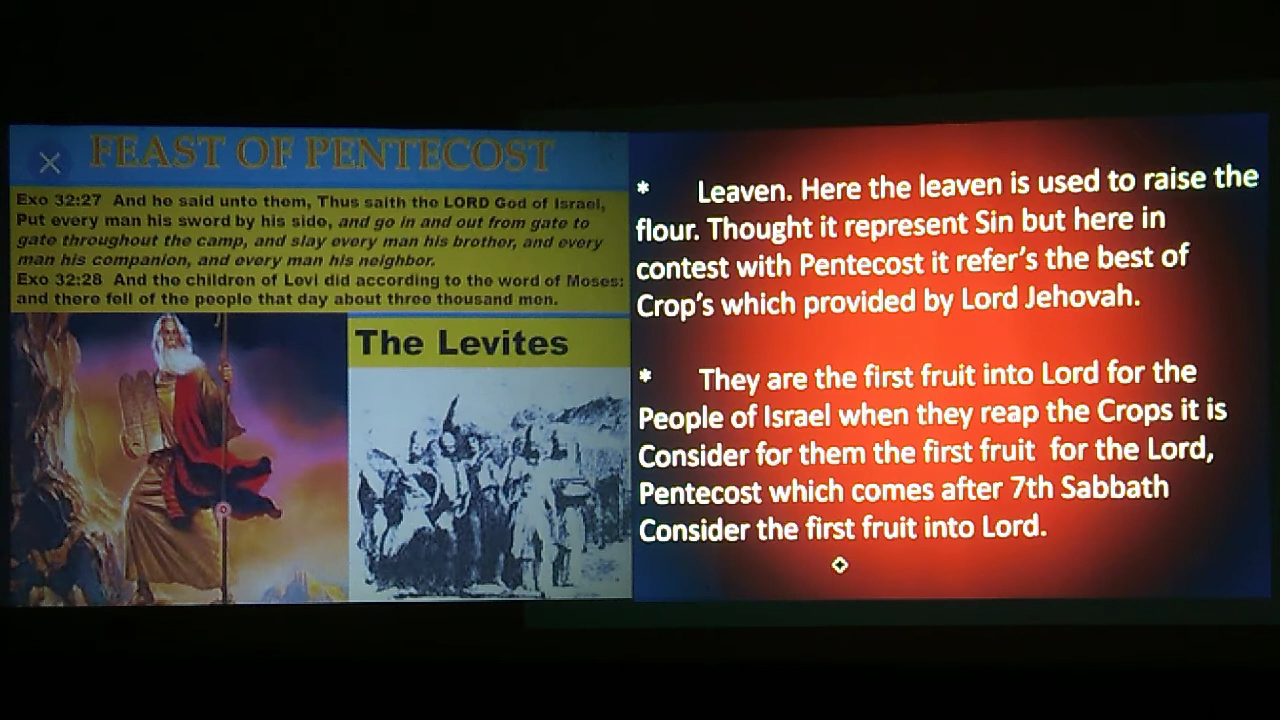 FEAST OF PENTECOST
Exo 32:27 And he said unto them, Thus saith the LORD God of Israel,
Put every man his sword by his side, and go in and out from gate to
gate throughout the camp, and slay every man his brother, and every
man his companion, and every man his neighbor.
Exo 32:28 And the children of Levi did according to the word of Moses:
and there fell of the people that day about three thousand men.
The Levites
* Leaven. Here the leaven is used to raise the
flour. Thought it represent Sin but here in
contest with Pentecost it refer's the best of
Crop's which provided by Lord Jehovah.
* They are the first fruit into Lord for the
People of Israel when they reap the Crops it is
Consider for them the first fruit for the Lord,
Pentecost which comes after 7th Sabbath
Consider the first fruit into Lord.